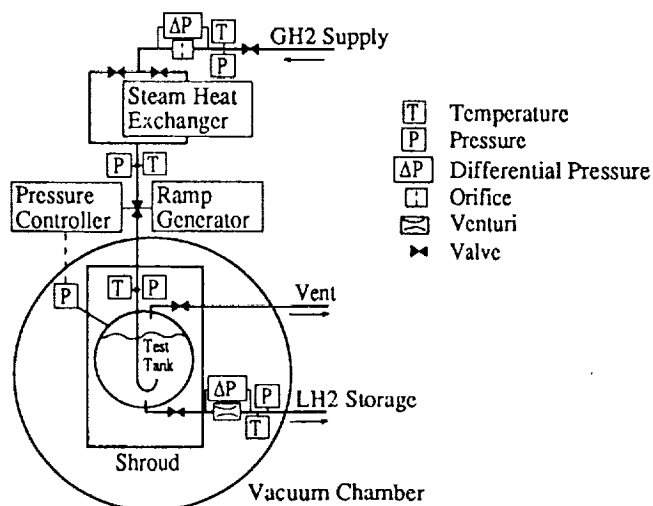 ΔP
T
GH2 Supply
P
Steam Heat
Exchanger
T Temperature
P Pressure
ΔP Differential Pressure
Orifice
Venturi
Valve
P T
Pressure
Controller
Ramp
Generator
T P
P
Vent
Test
Tank
ΔP
P
LH2 Storage
T
Shroud
Vacuum Chamber